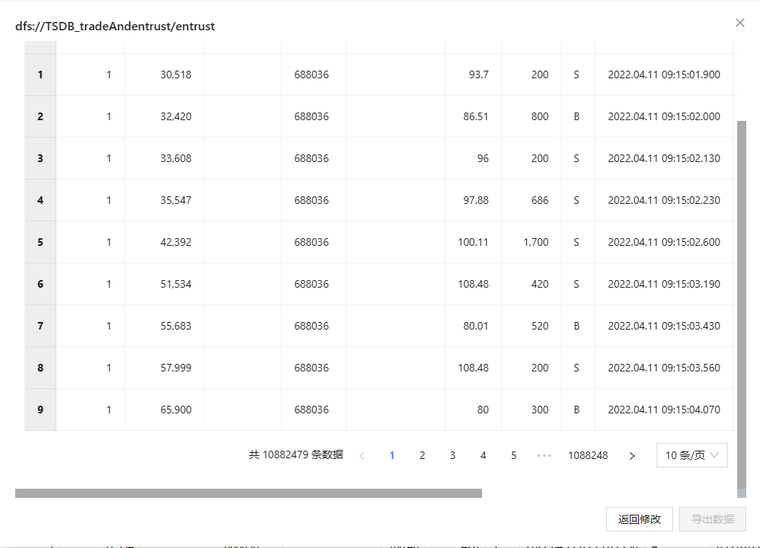 dfs://TSDB_tradeAndentrust/entrust
1 1 30,518 688036 93.7 200 S 2022.04.11 09:15:01.900
2 1 32,420 688036 86.51 800 B 2022.04.11 09:15:02.000
3 1 33,608 688036 96 200 S 2022.04.11 09:15:02.130
4 1 35,547 688036 97.88 686 S 2022.04.11 09:15:02.230
5 1 42,392 688036 100.11 1,700 S 2022.04.11 09:15:02.600
6 1 51,534 688036 108.48 420 S 2022.04.11 09:15:03.190
7 1 55,683 688036 80.01 520 B 2022.04.11 09:15:03.430
8 1 57,999 688036 108.48 200 S 2022.04.11 09:15:03.560
9 1 65,900 688036 80 300 B 2022.04.11 09:15:04.070
共 10882479 条数据 < 1 2 3 4 5 ••• 1088248 > 10 条/页
返回修改 导出数据